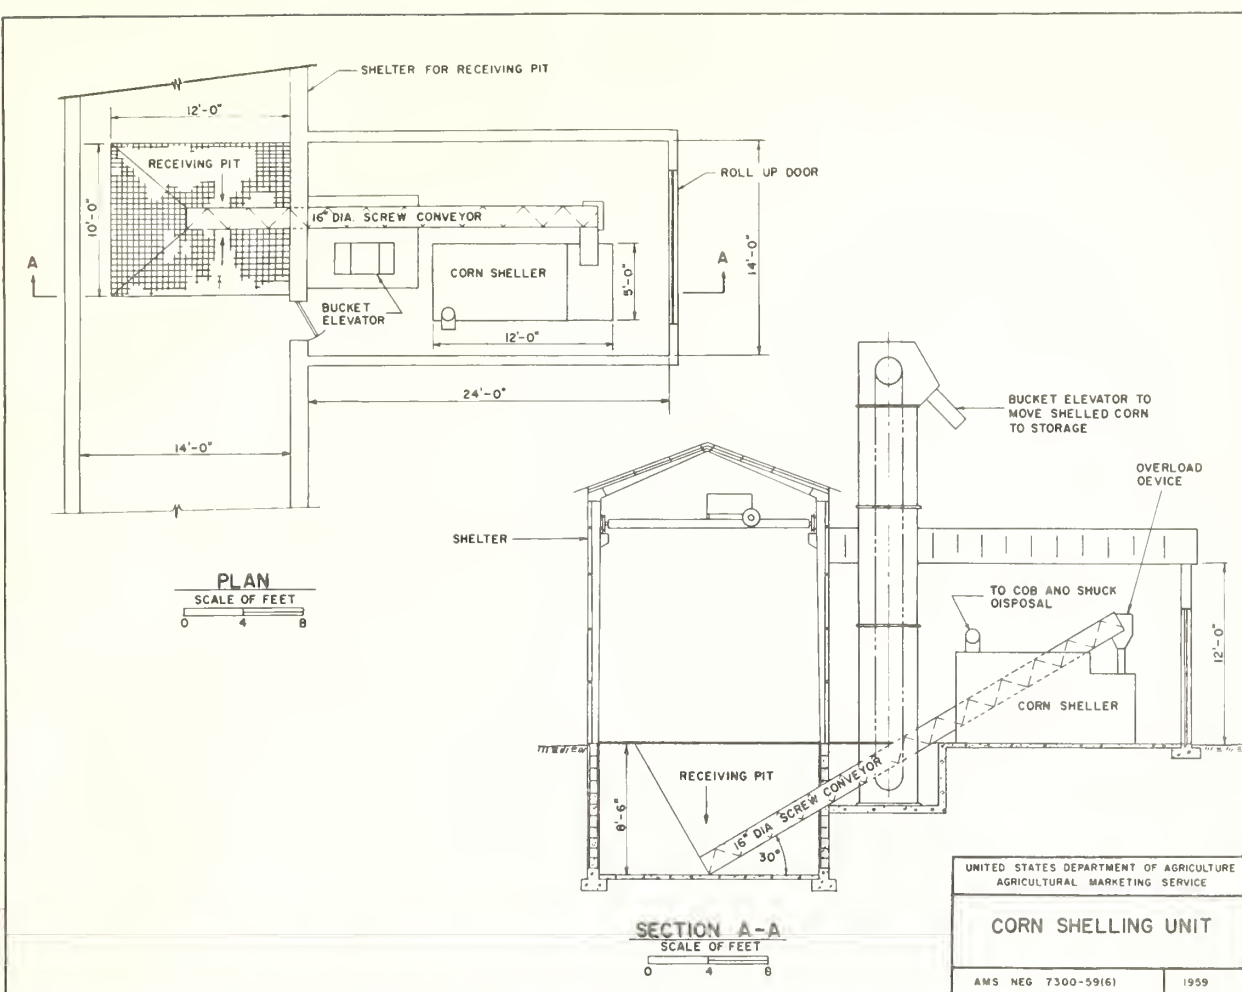 SHELTER FOR RECEIVING PIT
12'-0"
RECEIVING PIT
ROLL UP DOOR
10'-0"
16" DIA. SCREW CONVEYOR
A
A
14'-0"
CORN SHELLER
5'-0"
BUCKET
ELEVATOR
12'-0"
24'-0"
14'-0"
PLAN
SCALE OF FEET
0 4 8
BUCKET ELEVATOR TO
MOVE SHELLED CORN
TO STORAGE
OVERLOAD
DEVICE
SHELTER
TO COB AND SHUCK
DISPOSAL
12'-0"
CORN SHELLER
RECEIVING PIT
8'-6"
16" DIA SCREW CONVEYOR
30°
SECTION A-A
SCALE OF FEET
0 4 8
UNITED STATES DEPARTMENT OF AGRICULTURE
AGRICULTURAL MARKETING SERVICE
CORN SHELLING UNIT
AMS NEG 7300-59(6) 1959